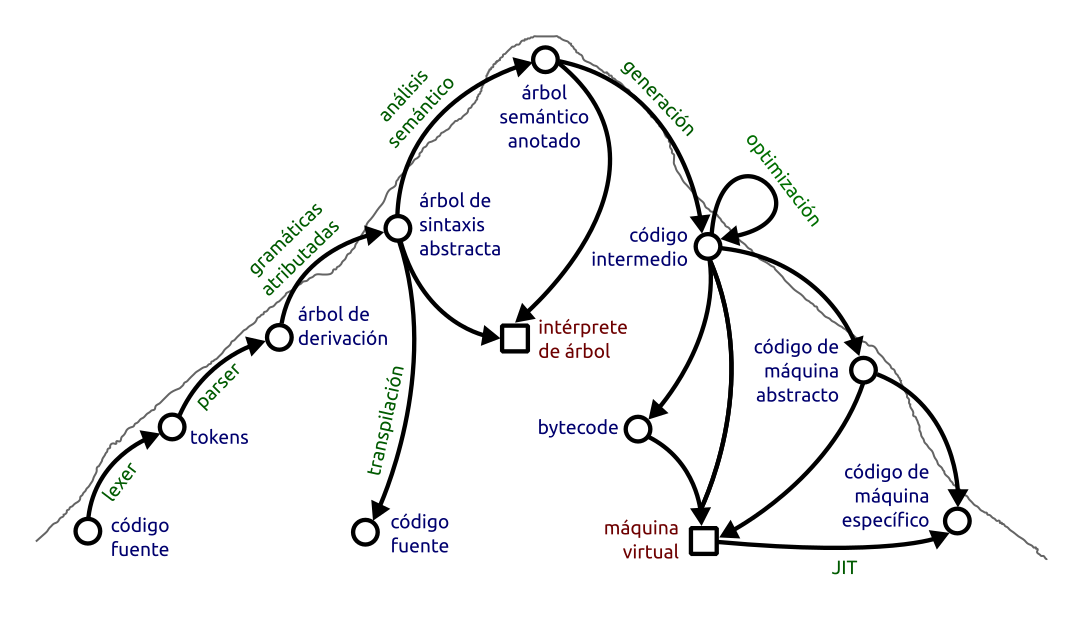 análisis
semántico
árbol
semántico
anotado
generación
optimización
gramáticas
atribuidas
árbol de
sintaxis
abstracta
código
intermedio
árbol de
derivación
intérprete
de árbol
código de
máquina
abstracto
parser
transpilación
tokens
bytecode
lexer
código
fuente
código
fuente
máquina
virtual
código de
máquina
específico
JIT